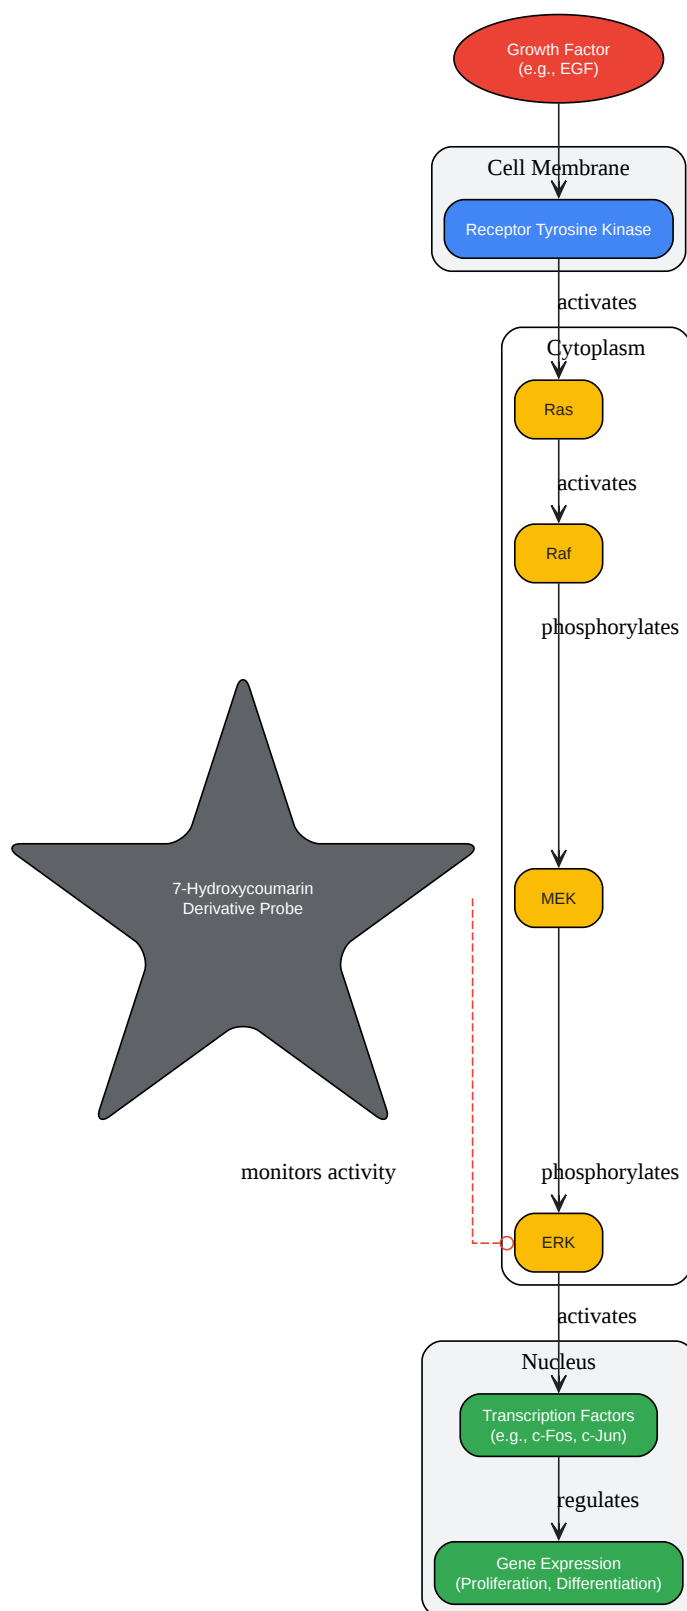 Growth Factor
(e.g., EGF)
Cell Membrane
Receptor Tyrosine Kinase
activates
Cytoplasm
Ras
activates
Raf
phosphorylates
7-Hydroxycoumarin
Derivative Probe
MEK
monitors activity
phosphorylates
ERK
activates
Nucleus
Transcription Factors
(e.g., c-Fos, c-Jun)
regulates
Gene Expression
(Proliferation, Differentiation)